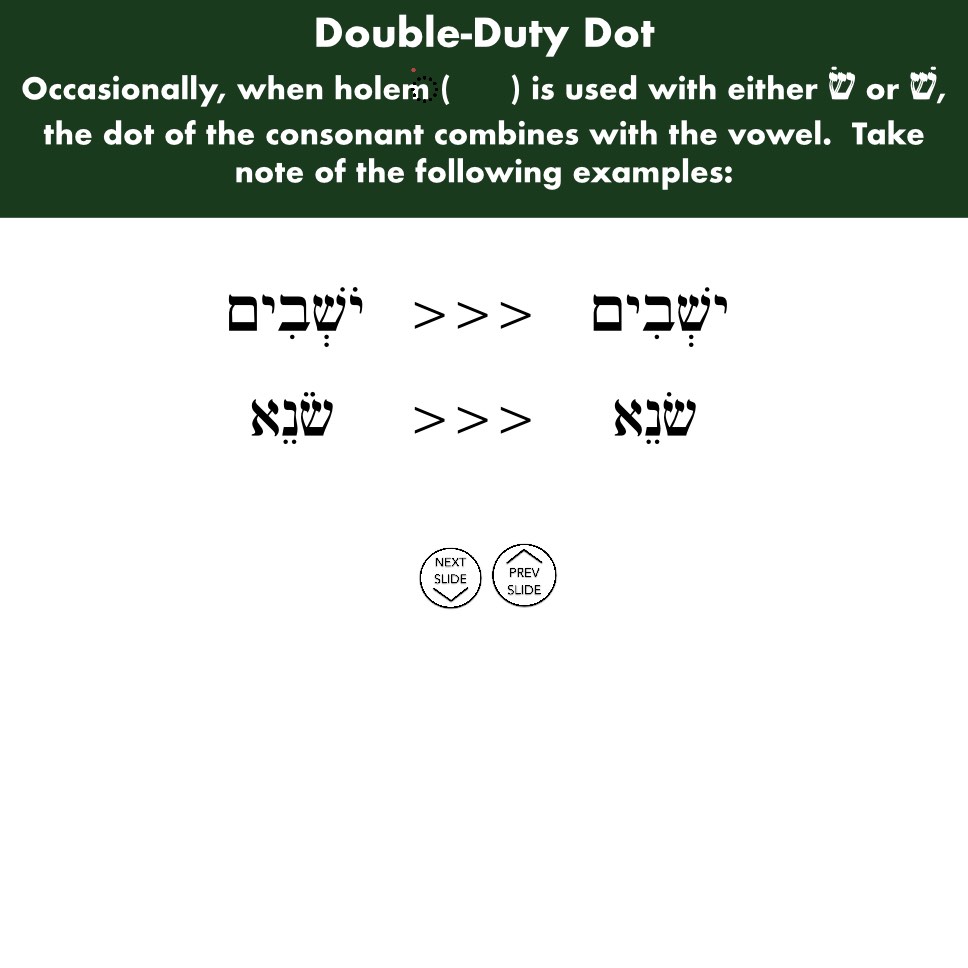 Double-Duty Dot
Occasionally, when holem ( ◌ֹ ) is used with either שׂ or שׁ,
the dot of the consonant combines with the vowel. Take
note of the following examples:
יֹשְׁבִים >>> ישְׁבִים
שֹׂנֵא >>> שׂנֵא
NEXT
SLIDE
PREV
SLIDE